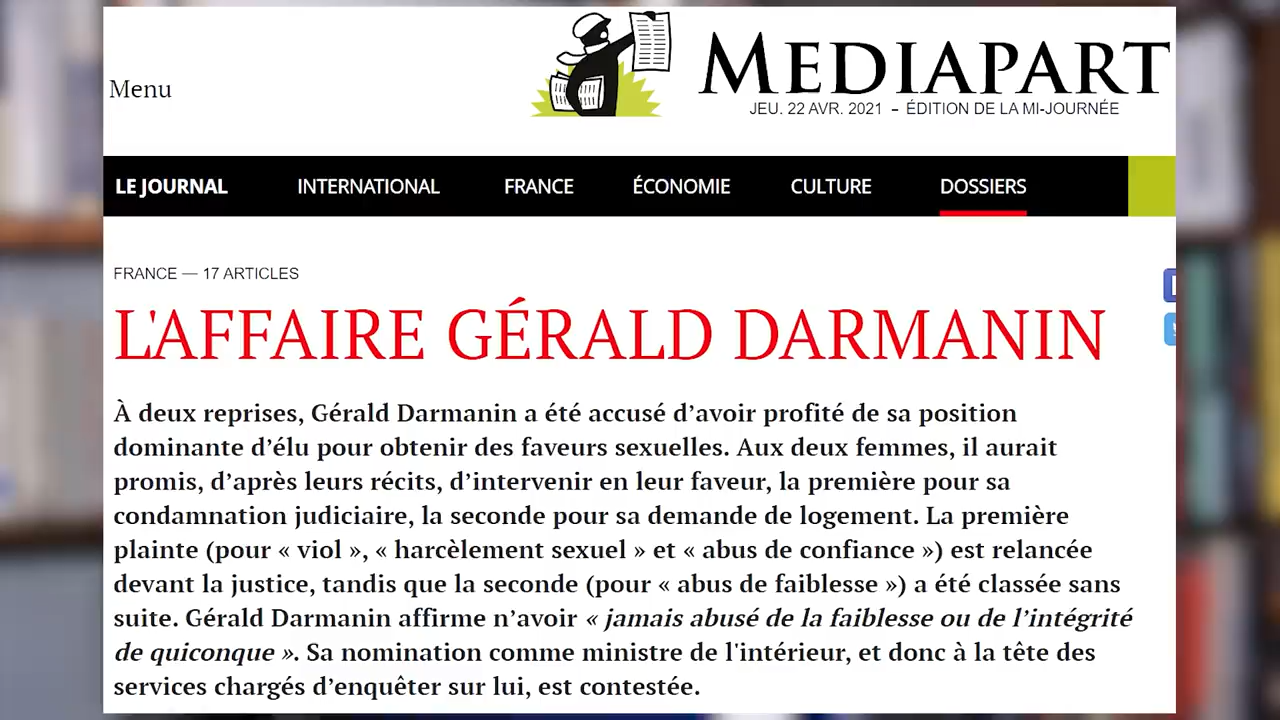 Menu
MEDIAPART
JEU. 22 AVR. 2021 – ÉDITION DE LA MI-JOURNÉE
LE JOURNAL INTERNATIONAL FRANCE ÉCONOMIE CULTURE DOSSIERS
FRANCE — 17 ARTICLES
L'AFFAIRE GÉRALD DARMANIN
À deux reprises, Gérald Darmanin a été accusé d’avoir profité de sa position
dominante d’élu pour obtenir des faveurs sexuelles. Aux deux femmes, il aurait
promis, d’après leurs récits, d’intervenir en leur faveur, la première pour sa
condamnation judiciaire, la seconde pour sa demande de logement. La première
plainte (pour « viol », « harcèlement sexuel » et « abus de confiance ») est relancée
devant la justice, tandis que la seconde (pour « abus de faiblesse ») a été classée sans
suite. Gérald Darmanin affirme n’avoir « jamais abusé de la faiblesse ou de l’intégrité
de quiconque ». Sa nomination comme ministre de l'intérieur, et donc à la tête des
services chargés d’enquêter sur lui, est contestée.